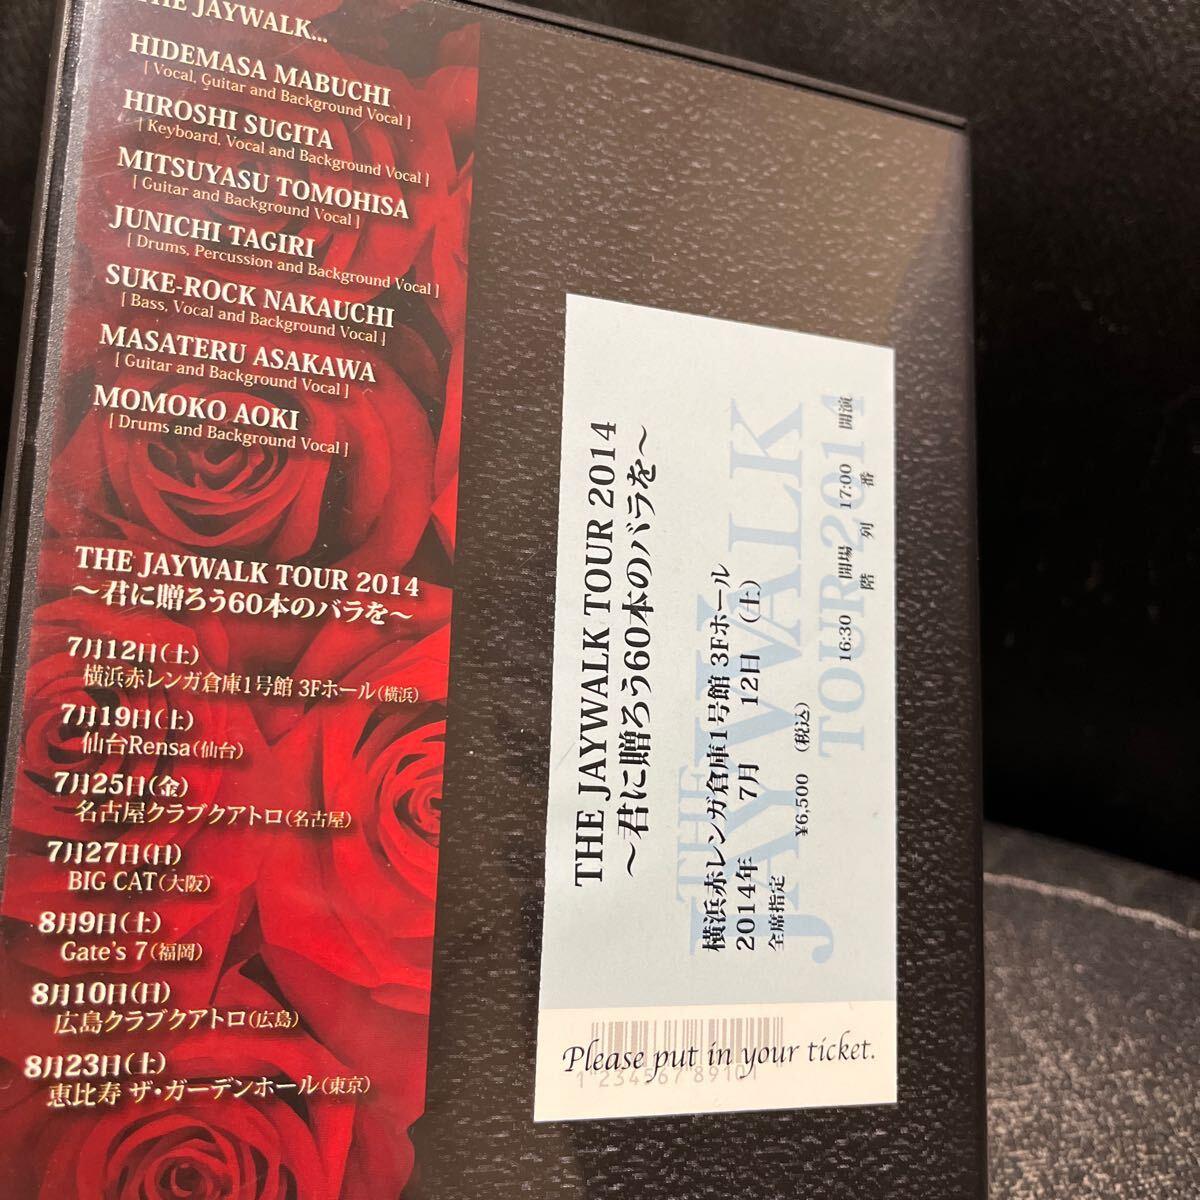 THE JAYWALK...
HIDEMASA MABUCHI
[ Vocal, Guitar and Background Vocal ]
HIROSHI SUGITA
[ Keyboard, Vocal and Background Vocal ]
MITSUYASU TOMOHISA
[ Guitar and Background Vocal ]
JUNICHI TAGIRI
[ Drums, Percussion and Background Vocal ]
SUKE-ROCK NAKAUCHI
[ Bass, Vocal and Background Vocal ]
MASATERU ASAKAWA
[ Guitar and Background Vocal ]
MOMOKO AOKI
[ Drums and Background Vocal ]
THE JAYWALK TOUR 2014
～君に贈ろう60本のバラを～
7月12日(土)
横浜赤レンガ倉庫1号館 3Fホール(横浜)
7月19日(土)
仙台Rensa(仙台)
7月25日(金)
名古屋クラブクアトロ(名古屋)
7月27日(日)
BIG CAT(大阪)
8月9日(土)
Gate's 7(福岡)
8月10日(日)
広島クラブクアトロ(広島)
8月23日(土)
恵比寿 ザ・ガーデンホール(東京)
THE JAYWALK TOUR 2014
～君に贈ろう60本のバラを～
THE
JAYWALK
TOUR 2014
横浜赤レンガ倉庫1号館 3Fホール
2014年 7月 12日 (土)
全席指定 ¥6,500 (税込)
16:30 開場 17:00 開演
階 列 番
Please put in your ticket.
1 234567 89101